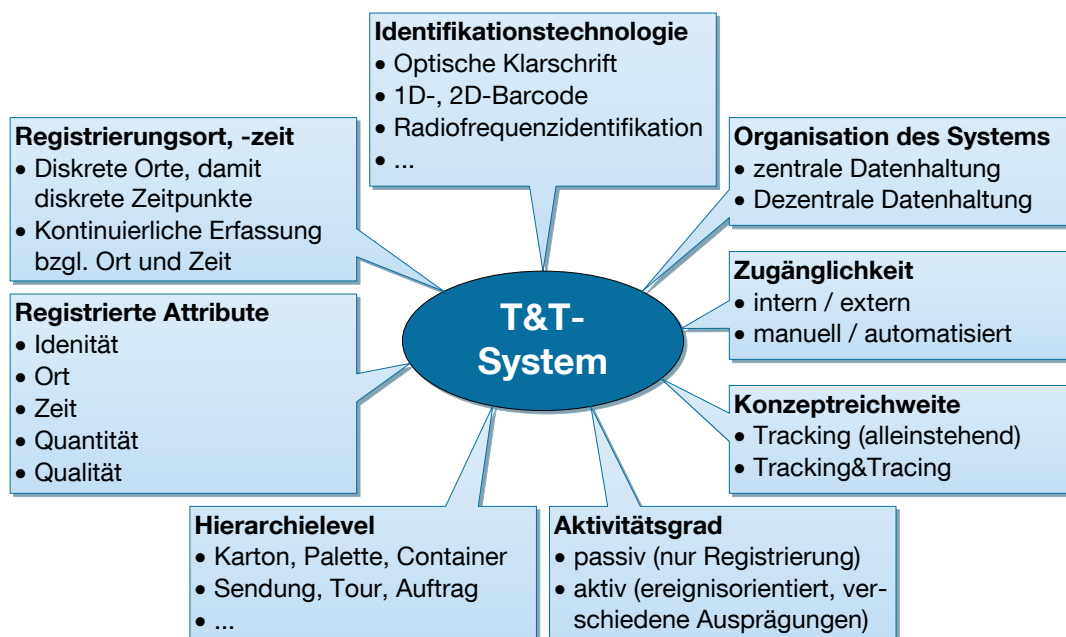 Identifikationstechnologie
• Optische Klarschrift
• 1D-, 2D-Barcode
• Radiofrequenzidentifikation
• ...
Registrierungsort, -zeit
• Diskrete Orte, damit
diskrete Zeitpunkte
• Kontinuierliche Erfassung
bzgl. Ort und Zeit
Organisation des Systems
• zentrale Datenhaltung
• Dezentrale Datenhaltung
Zugänglichkeit
• intern / extern
• manuell / automatisiert
Registrierte Attribute
• Idenität
• Ort
• Zeit
• Quantität
• Qualität
T&T-
System
Konzeptreichweite
• Tracking (alleinstehend)
• Tracking&Tracing
Hierarchielevel
• Karton, Palette, Container
• Sendung, Tour, Auftrag
• ...
Aktivitätsgrad
• passiv (nur Registrierung)
• aktiv (ereignisorientiert, ver-
schiedene Ausprägungen)